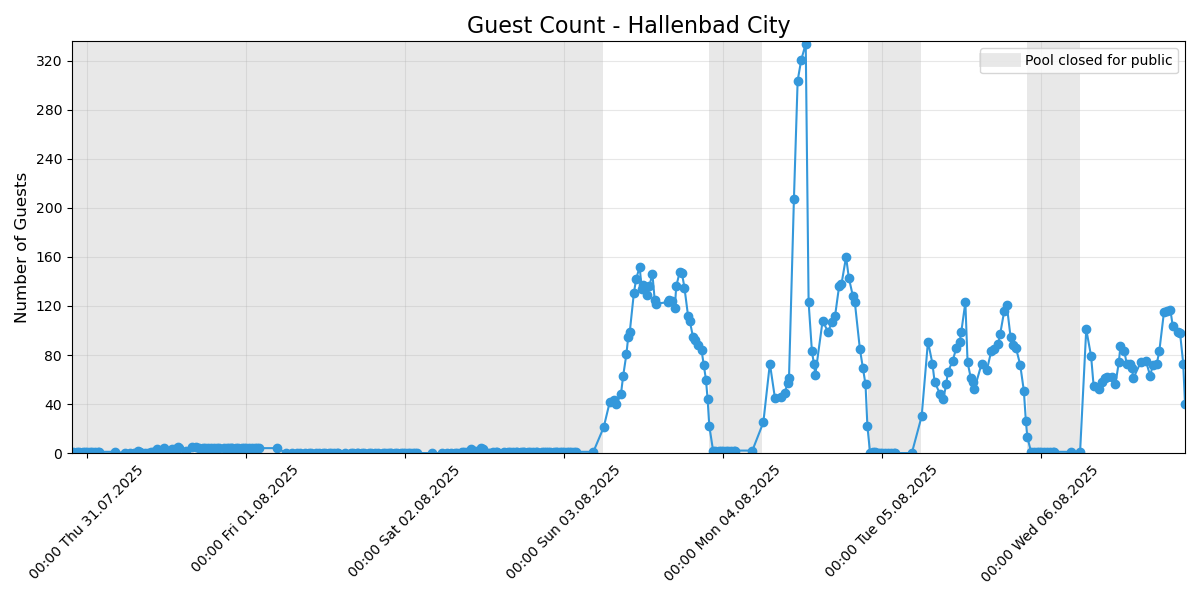 Guest Count - Hallenbad City
Pool closed for public
Number of Guests
320
280
240
200
160
120
80
40
0
00:00 Thu 31.07.2025
00:00 Fri 01.08.2025
00:00 Sat 02.08.2025
00:00 Sun 03.08.2025
00:00 Mon 04.08.2025
00:00 Tue 05.08.2025
00:00 Wed 06.08.2025